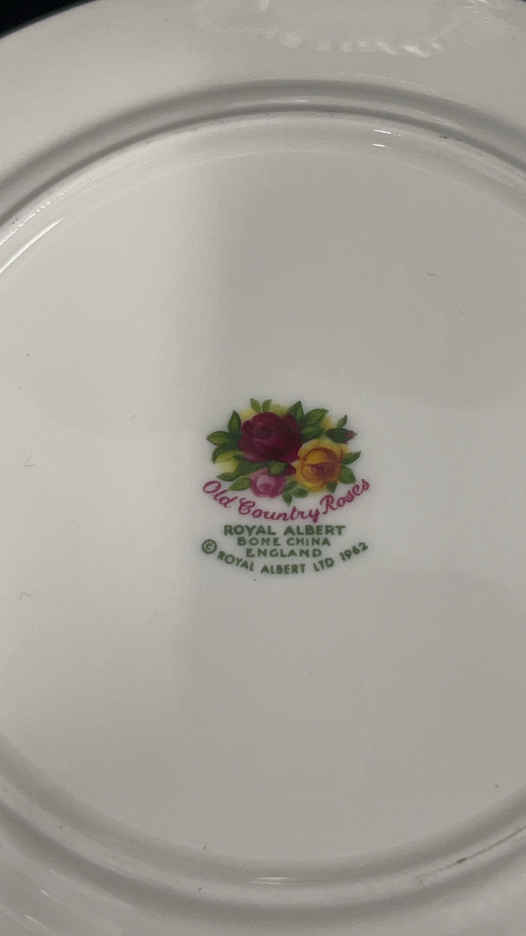 Old Country Roses
ROYAL ALBERT
BONE CHINA
ENGLAND
© ROYAL ALBERT LTD 1962